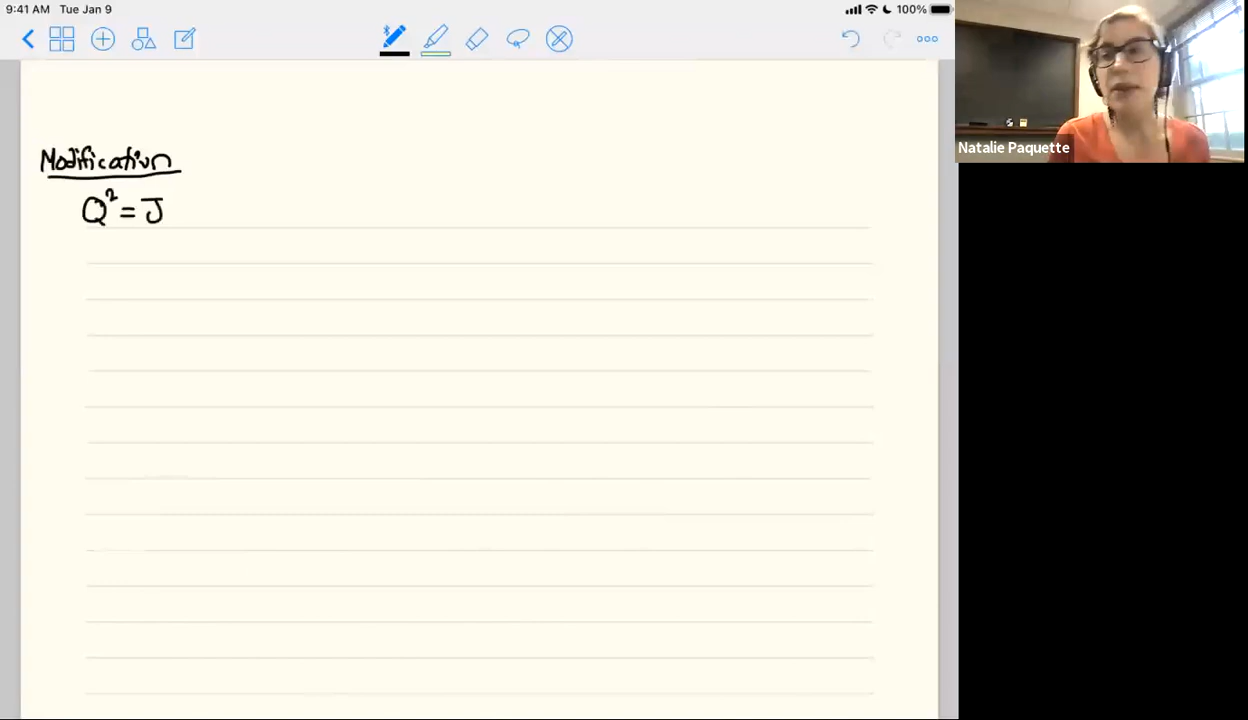 9:41 AM Tue Jan 9
100%
Modification
Q² = J
Natalie Paquette